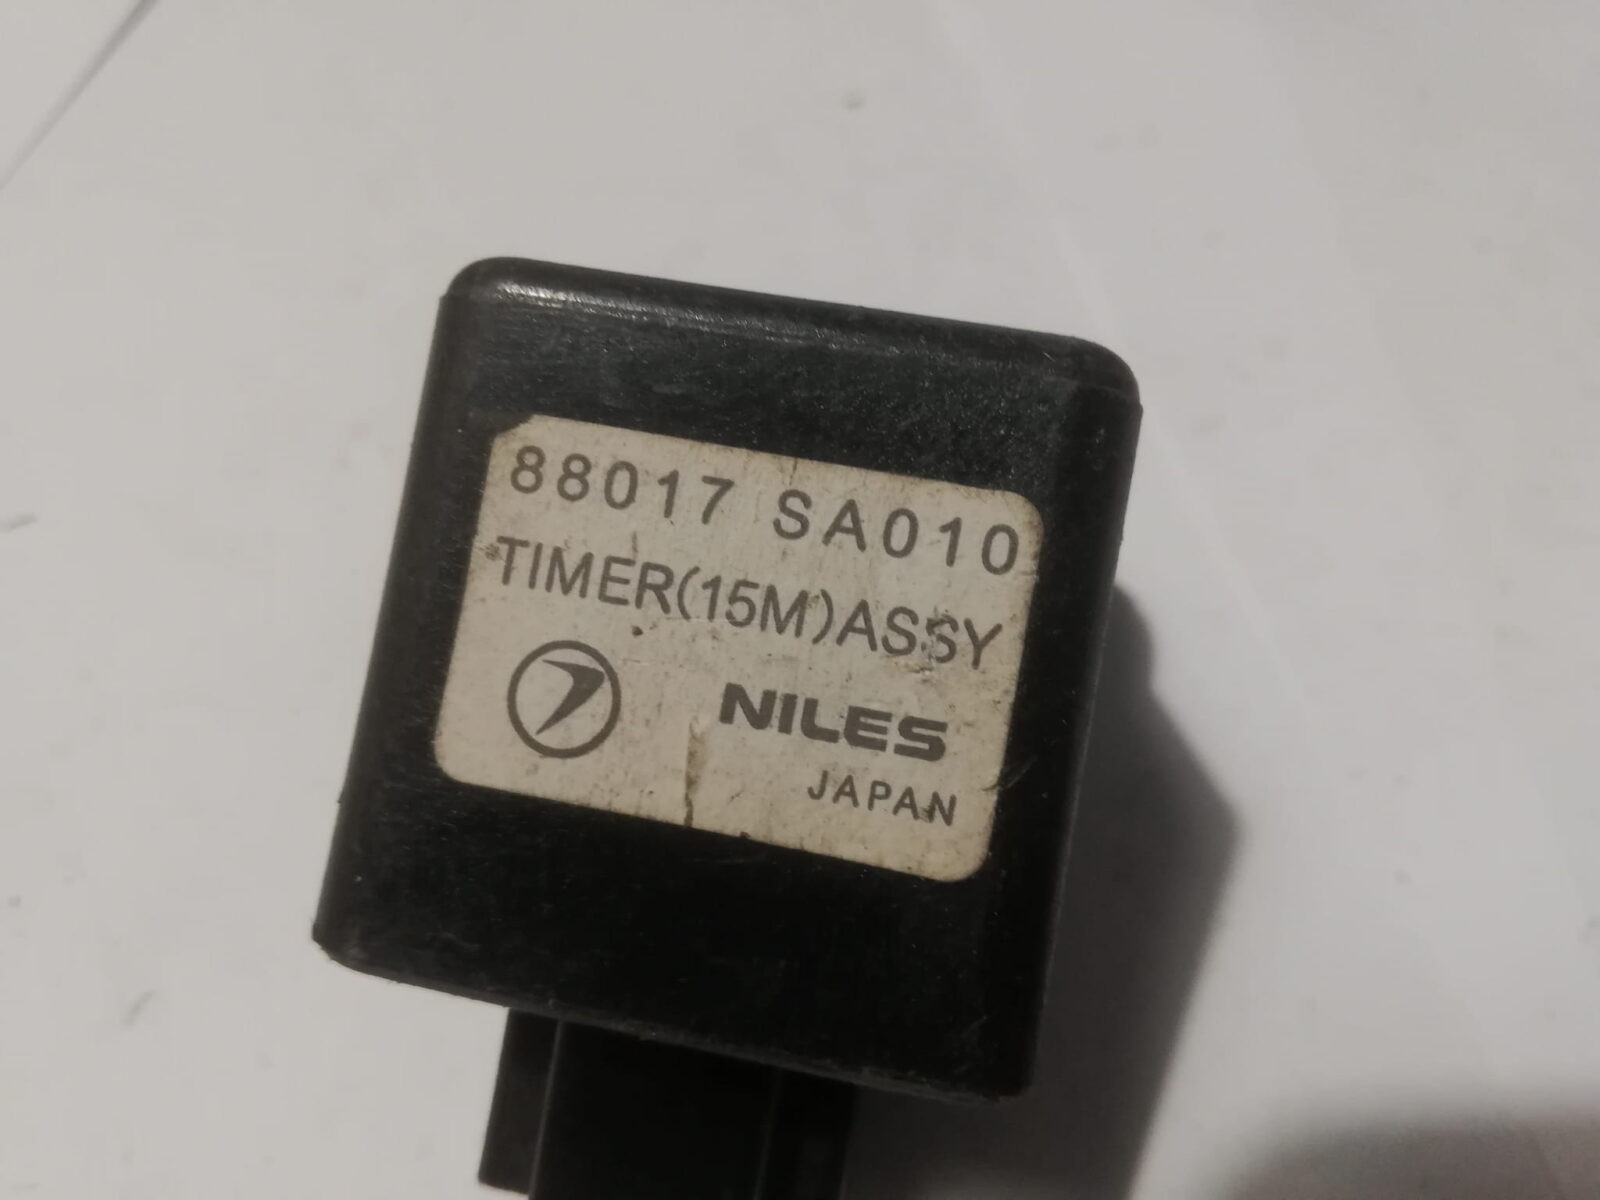 88017 SA010
TIMER(15M)ASSY
NILES
JAPAN